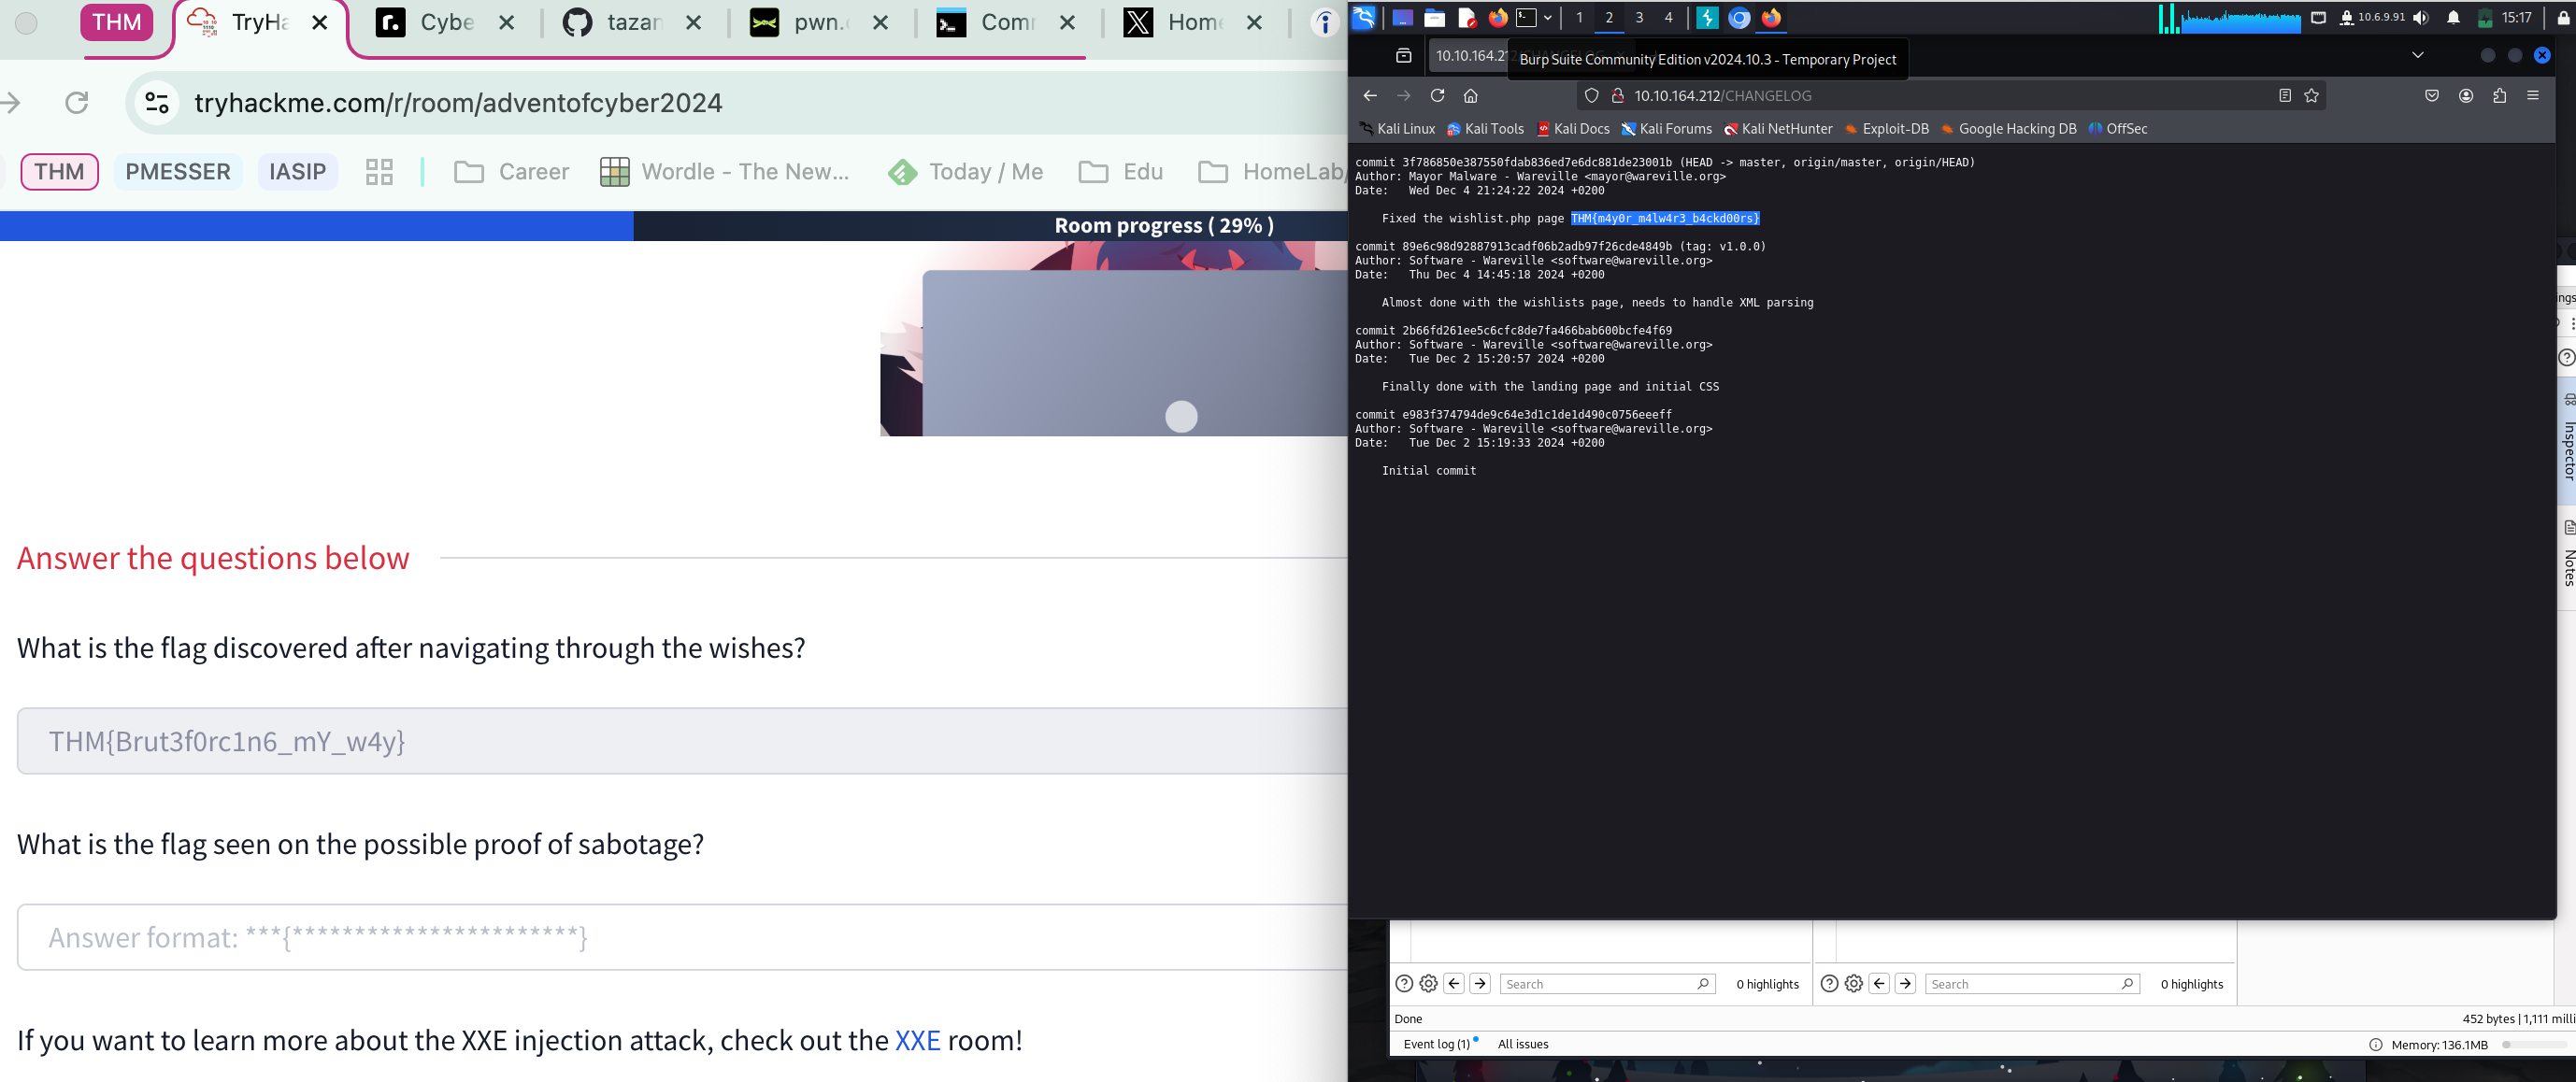 THM
TryHa
Cybe
tazan
pwn.
Com
Home
tryhackme.com/r/room/adventofcyber2024
THM PMESSER IASIP Career Wordle - The New... Today / Me Edu HomeLab/
Room progress ( 29% )
Answer the questions below
What is the flag discovered after navigating through the wishes?
THM{Brut3f0rc1n6_mY_w4y}
What is the flag seen on the possible proof of sabotage?
Answer format: ***{***********************}
If you want to learn more about the XXE injection attack, check out the XXE room!
1 2 3 4 10.6.9.91 15:17
10.10.164.212/CHANGELOG
Burp Suite Community Edition v2024.10.3 - Temporary Project
10.10.164.212/CHANGELOG
Kali Linux Kali Tools Kali Docs Kali Forums Kali NetHunter Exploit-DB Google Hacking DB OffSec
commit 3f786850e387550fdab836ed7e6dc881de23001b (HEAD -> master, origin/master, origin/HEAD)
Author: Mayor Malware - Wareville <mayor@wareville.org>
Date: Wed Dec 4 21:24:22 2024 +0200
Fixed the wishlist.php page THM{m4y0r_m4lw4r3_b4ckd00rs}
commit 89e6c98d92887913cadf06b2adb97f26cde4849b (tag: v1.0.0)
Author: Software - Wareville <software@wareville.org>
Date: Thu Dec 4 14:45:18 2024 +0200
Almost done with the wishlists page, needs to handle XML parsing
commit 2b66fd261ee5c6cfc8de7fa466bab600bcfe4f69
Author: Software - Wareville <software@wareville.org>
Date: Tue Dec 2 15:20:57 2024 +0200
Finally done with the landing page and initial CSS
commit e983f374794de9c64e3d1c1de1d490c0756eeeff
Author: Software - Wareville <software@wareville.org>
Date: Tue Dec 2 15:19:33 2024 +0200
Initial commit
ings
Inspector
Notes
Search 0 highlights Search 0 highlights
Done 452 bytes | 1,111 milli
Event log (1) All issues Memory: 136.1MB